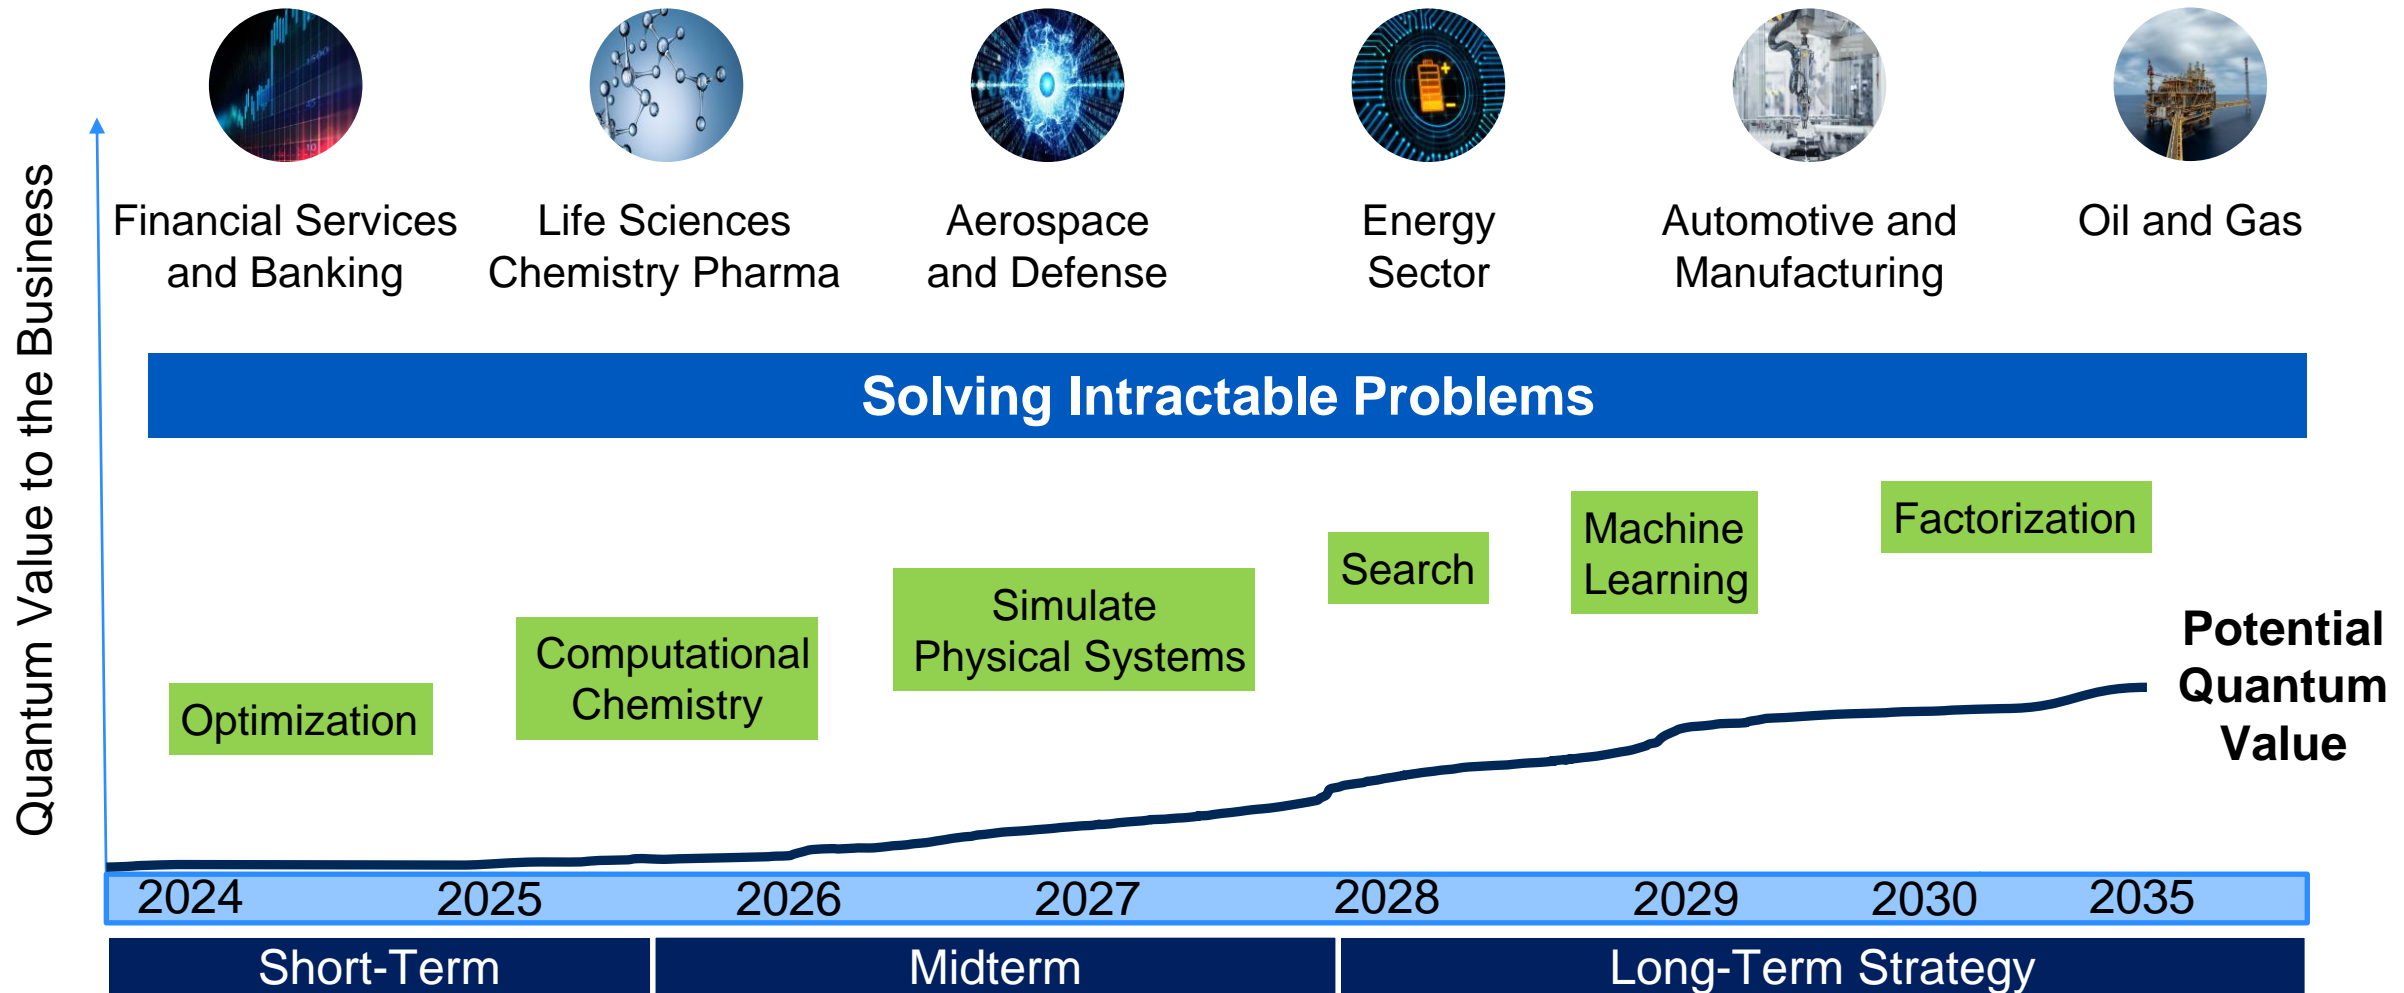 Quantum Value to the Business
Financial Services
and Banking
Life Sciences
Chemistry Pharma
Aerospace
and Defense
Energy
Sector
Automotive and
Manufacturing
Oil and Gas
Solving Intractable Problems
Optimization
Computational
Chemistry
Simulate
Physical Systems
Search
Machine
Learning
Factorization
Potential
Quantum
Value
2024 2025 2026 2027 2028 2029 2030 2035
Short-Term Midterm Long-Term Strategy